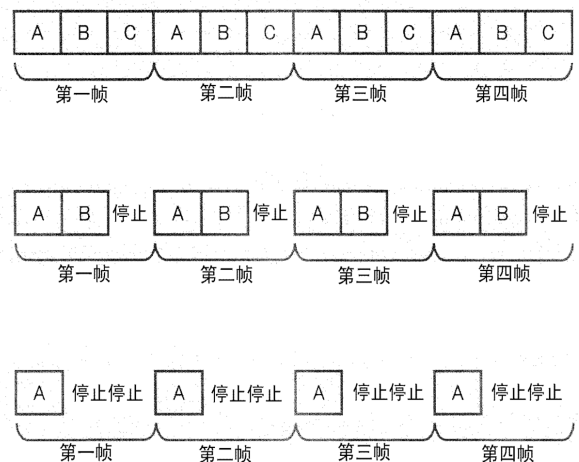 A B C A B C A B C A B C
第一帧 第二帧 第三帧 第四帧
A B 停止 A B 停止 A B 停止 A B 停止
第一帧 第二帧 第三帧 第四帧
A 停止停止 A 停止停止 A 停止停止 A 停止停止
第一帧 第二帧 第三帧 第四帧